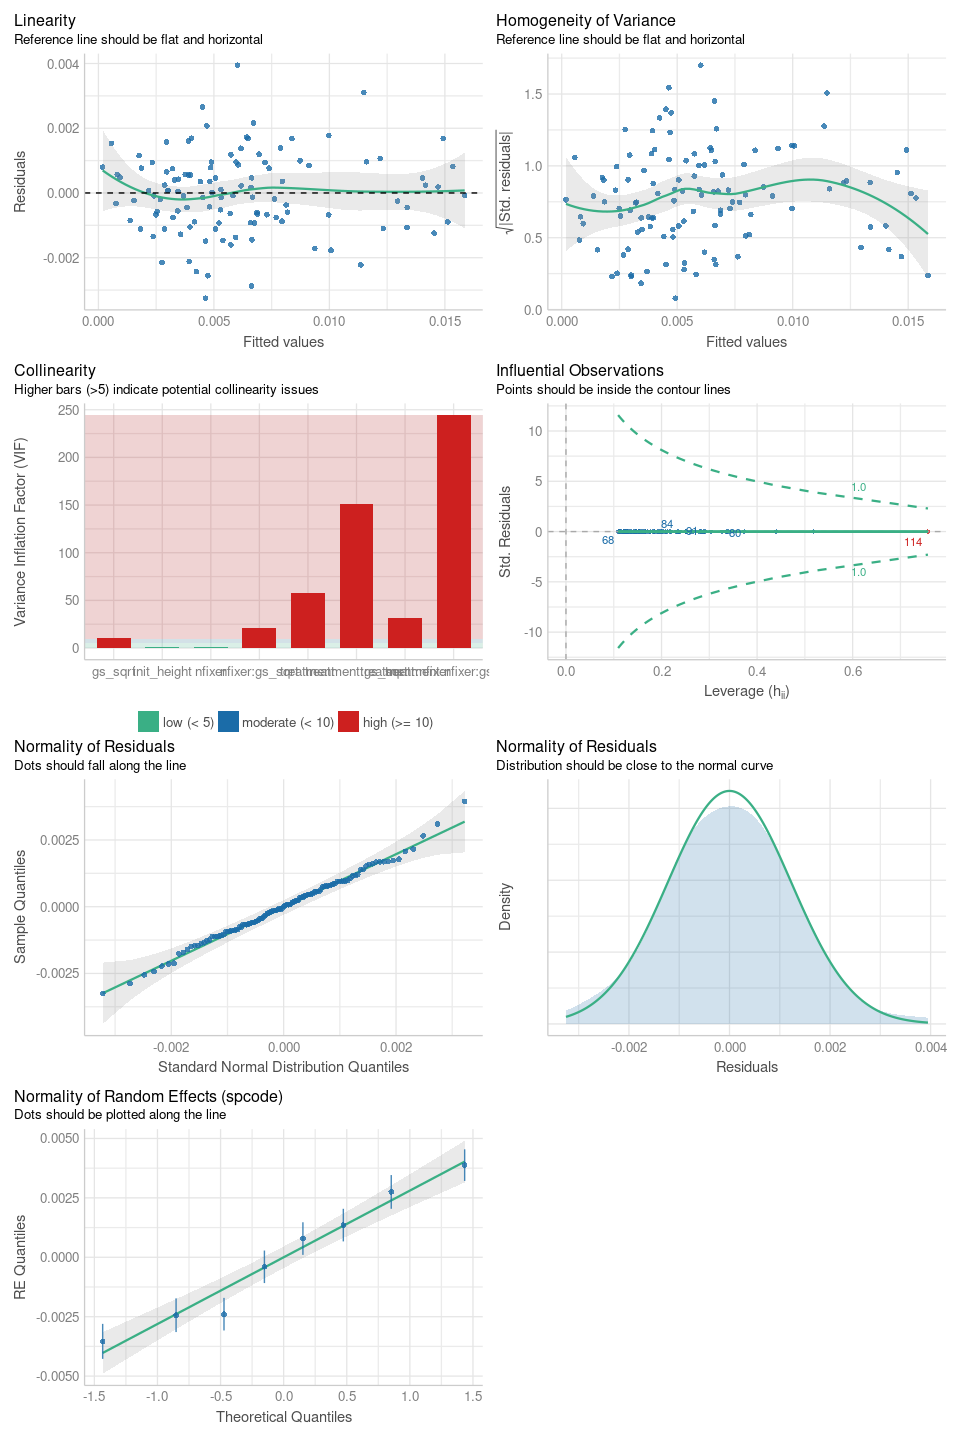 Linearity
Reference line should be flat and horizontal
Residuals
0.004
0.002
0.000
-0.002
0.000
0.005
0.010
0.015
Fitted values
Homogeneity of Variance
Reference line should be flat and horizontal
√|Std. residuals|
1.5
1.0
0.5
0.0
0.000
0.005
0.010
0.015
Fitted values
Collinearity
Higher bars (>5) indicate potential collinearity issues
Variance Inflation Factor (VIF)
250
200
150
100
50
0
gs_sqrt
init_height
nfixer
low (< 5)
moderate (< 10)
high (>= 10)
Influential Observations
Points should be inside the contour lines
Std. Residuals
10
5
0
-5
-10
1.0
84
91
80
68
114
1.0
0.0
0.2
0.4
0.6
Leverage (hii)
Normality of Residuals
Dots should fall along the line
Sample Quantiles
0.0025
0.0000
-0.0025
-0.002
0.000
0.002
Standard Normal Distribution Quantiles
Normality of Residuals
Distribution should be close to the normal curve
Density
-0.002
0.000
0.002
0.004
Residuals
Normality of Random Effects (spcode)
Dots should be plotted along the line
RE Quantiles
0.0050
0.0025
0.0000
-0.0025
-0.0050
-1.5
-1.0
-0.5
0.0
0.5
1.0
1.5
Theoretical Quantiles